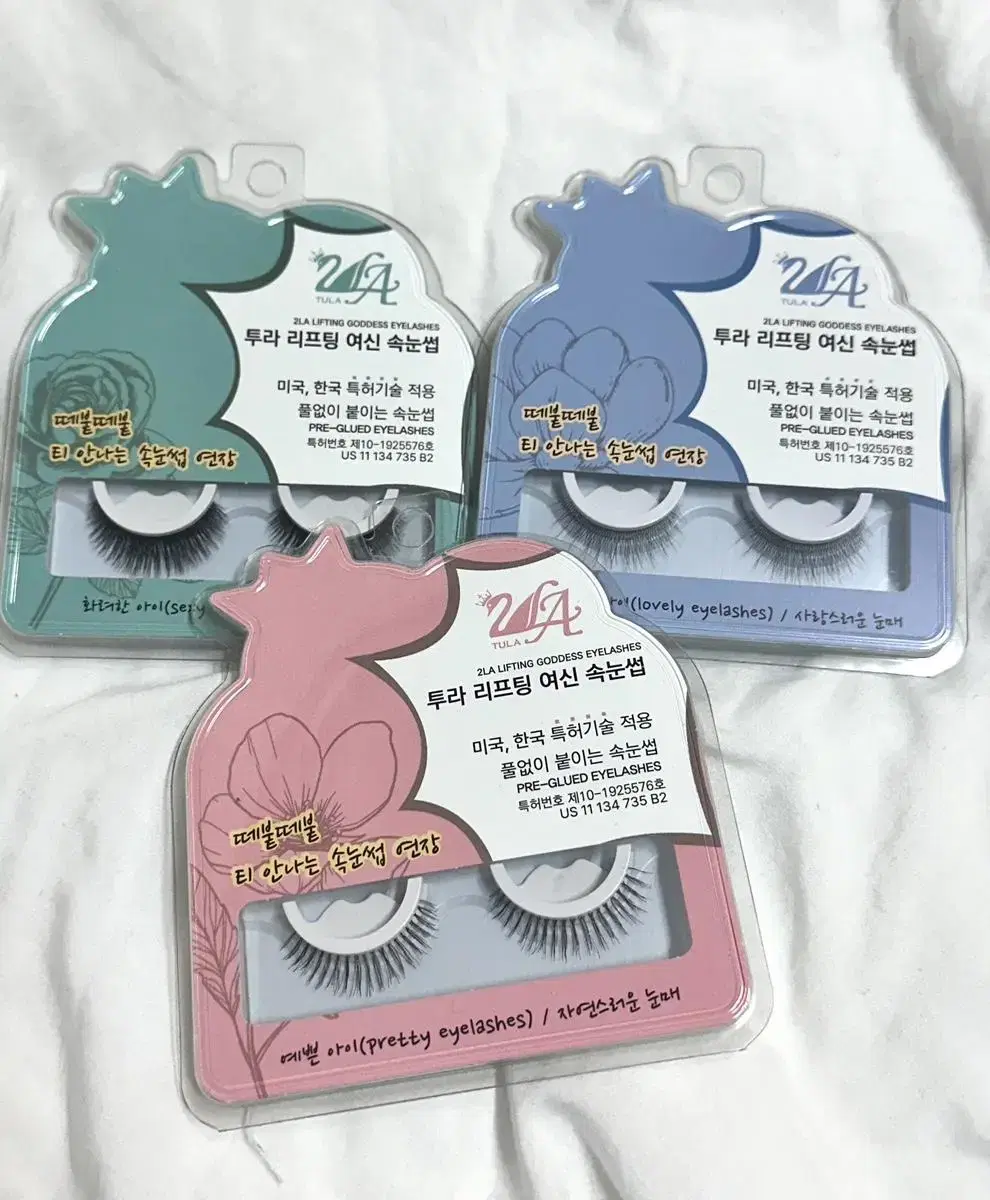 2LA
TULA
2LA LIFTING GODDESS EYELASHES
투라 리프팅 여신 속눈썹
미국, 한국 특허기술 적용
풀없이 붙이는 속눈썹
PRE-GLUED EYELASHES
특허번호 제10-1925576호
US 11 134 735 B2
떼붙떼붙
티 안나는 속눈썹 연장
화려한 아이(sexy
2LA
TULA
2LA LIFTING GODDESS EYELASHES
투라 리프팅 여신 속눈썹
미국, 한국 특허기술 적용
풀없이 붙이는 속눈썹
PRE-GLUED EYELASHES
특허번호 제10-1925576호
US 11 134 735 B2
떼붙떼붙
티 안나는 속눈썹 연장
(lovely eyelashes) / 사랑스러운 눈매
2LA
TULA
2LA LIFTING GODDESS EYELASHES
투라 리프팅 여신 속눈썹
미국, 한국 특허기술 적용
풀없이 붙이는 속눈썹
PRE-GLUED EYELASHES
특허번호 제10-1925576호
US 11 134 735 B2
떼붙떼붙
티 안나는 속눈썹 연장
예쁜 아이(pretty eyelashes) / 자연스러운 눈매